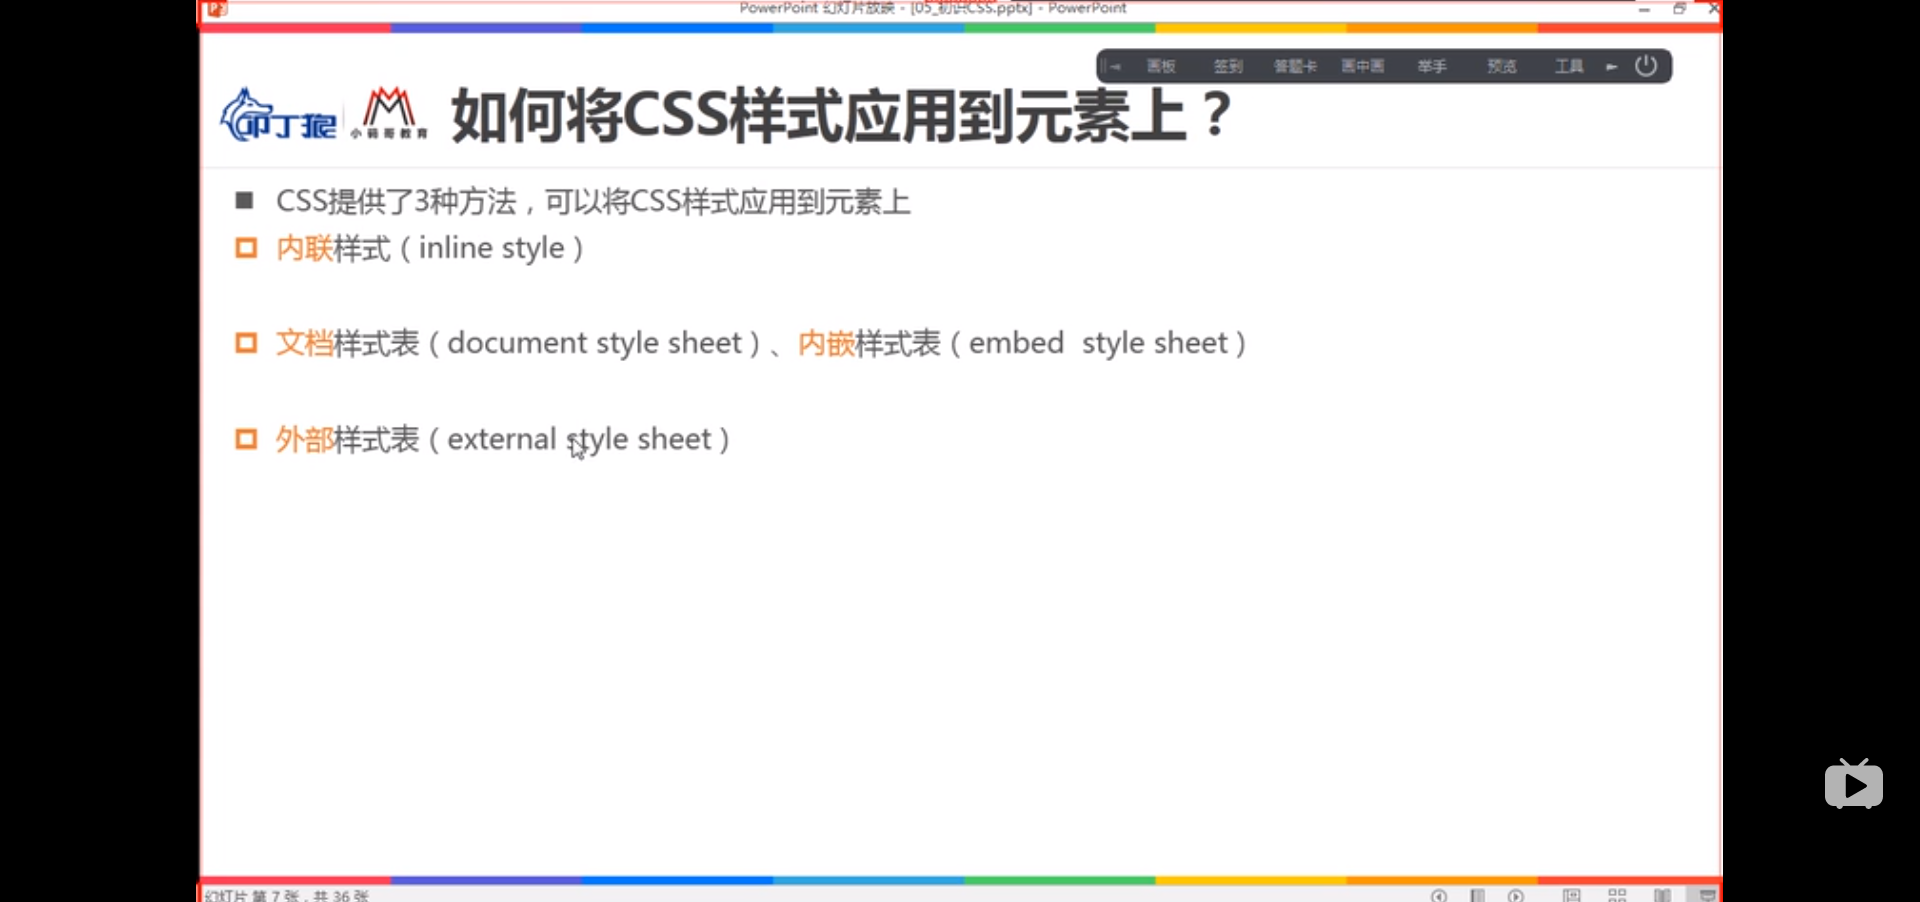 PowerPoint 幻灯片放映 - [05_初识CSS.pptx] - PowerPoint
画板 签到 答题卡 画中画 举手 预览 工具
叩丁狼 小码哥教育 如何将CSS样式应用到元素上？
CSS提供了3种方法，可以将CSS样式应用到元素上
内联样式（inline style）
文档样式表（document style sheet）、内嵌样式表（embed  style sheet）
外部样式表（external style sheet）
幻灯片 第 7 张，共 36 张